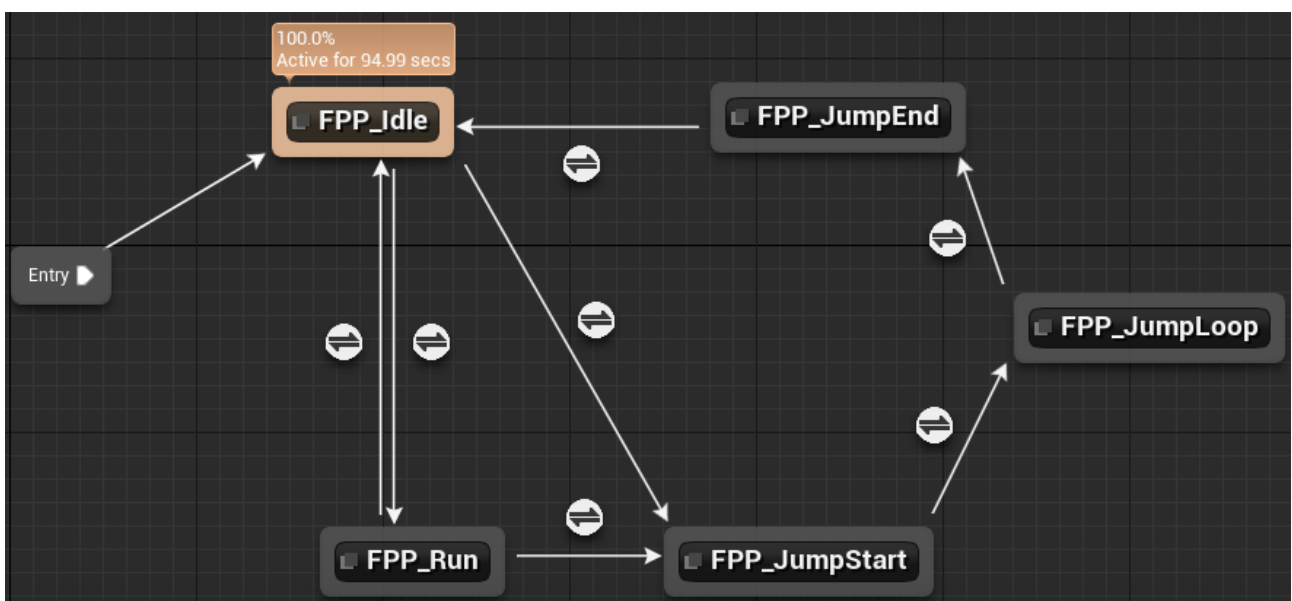 100.0%
Active for 94.99 secs
FPP_Idle
FPP_JumpEnd
Entry
FPP_JumpLoop
FPP_Run
FPP_JumpStart